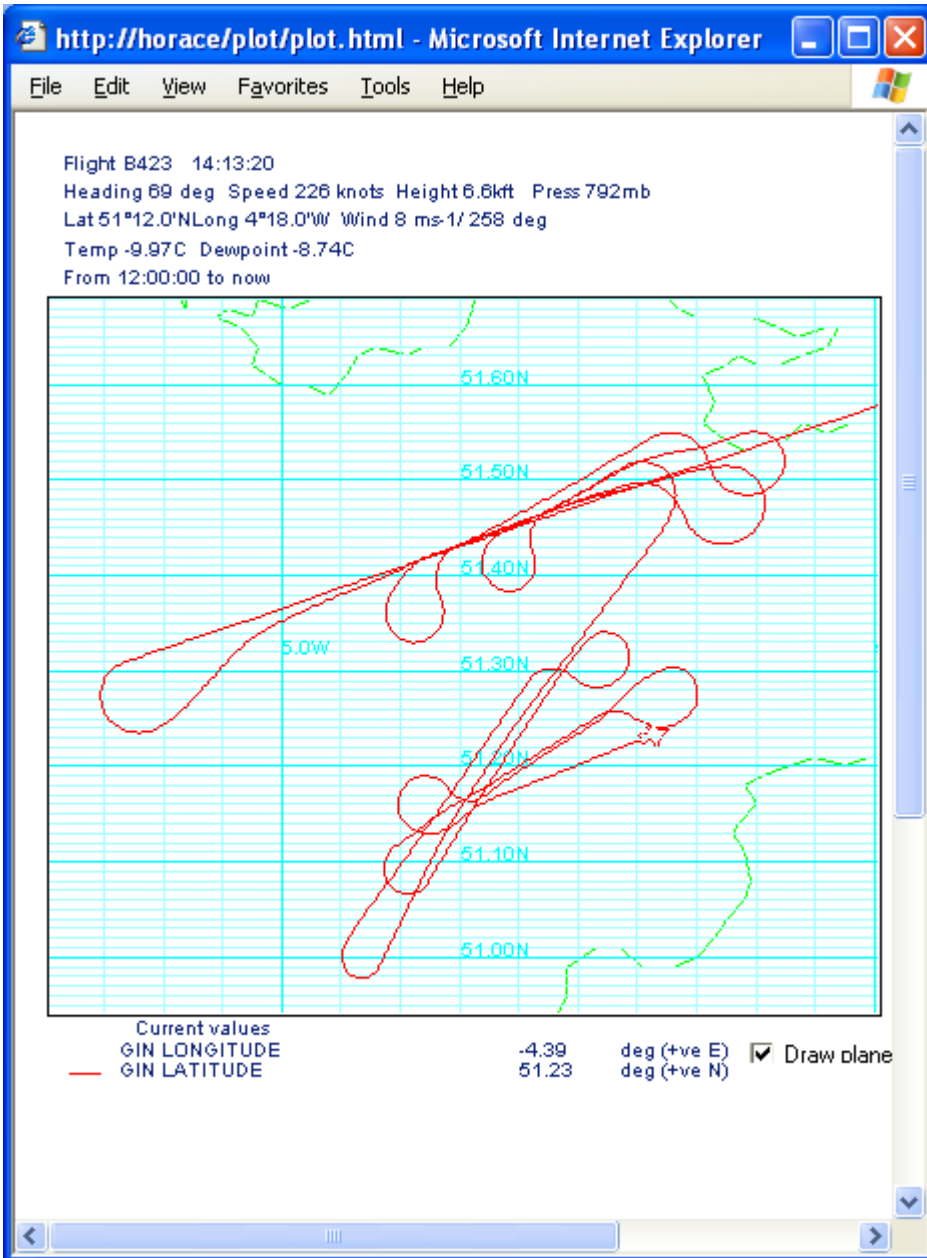 http://horace/plot/plot.html - Microsoft Internet Explorer
File Edit View Favorites Tools Help
Flight B423 14:13:20
Heading 69 deg Speed 226 knots Height 6.6kft Press 792mb
Lat 51°12.0'N Long 4°18.0'W Wind 8 ms-1/ 258 deg
Temp -9.97C Dewpoint -8.74C
From 12:00:00 to now
51.60N
51.50N
51.40N
5.0W
51.30N
51.20N
51.10N
51.00N
Current values
GIN LONGITUDE -4.39 deg (+ve E)
GIN LATITUDE 51.23 deg (+ve N)
Draw plane